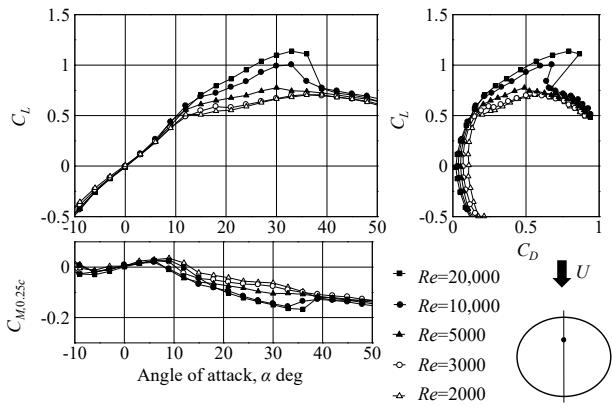 1.5
1
0.5
0
-0.5
C_L
-10 0 10 20 30 40 50
1.5
1
0.5
0
-0.5
C_L
0 0.5 1
C_D
0
-0.2
C_M,0.25c
-10 0 10 20 30 40 50
Angle of attack, α deg
Re=20,000
Re=10,000
Re=5000
Re=3000
Re=2000
U